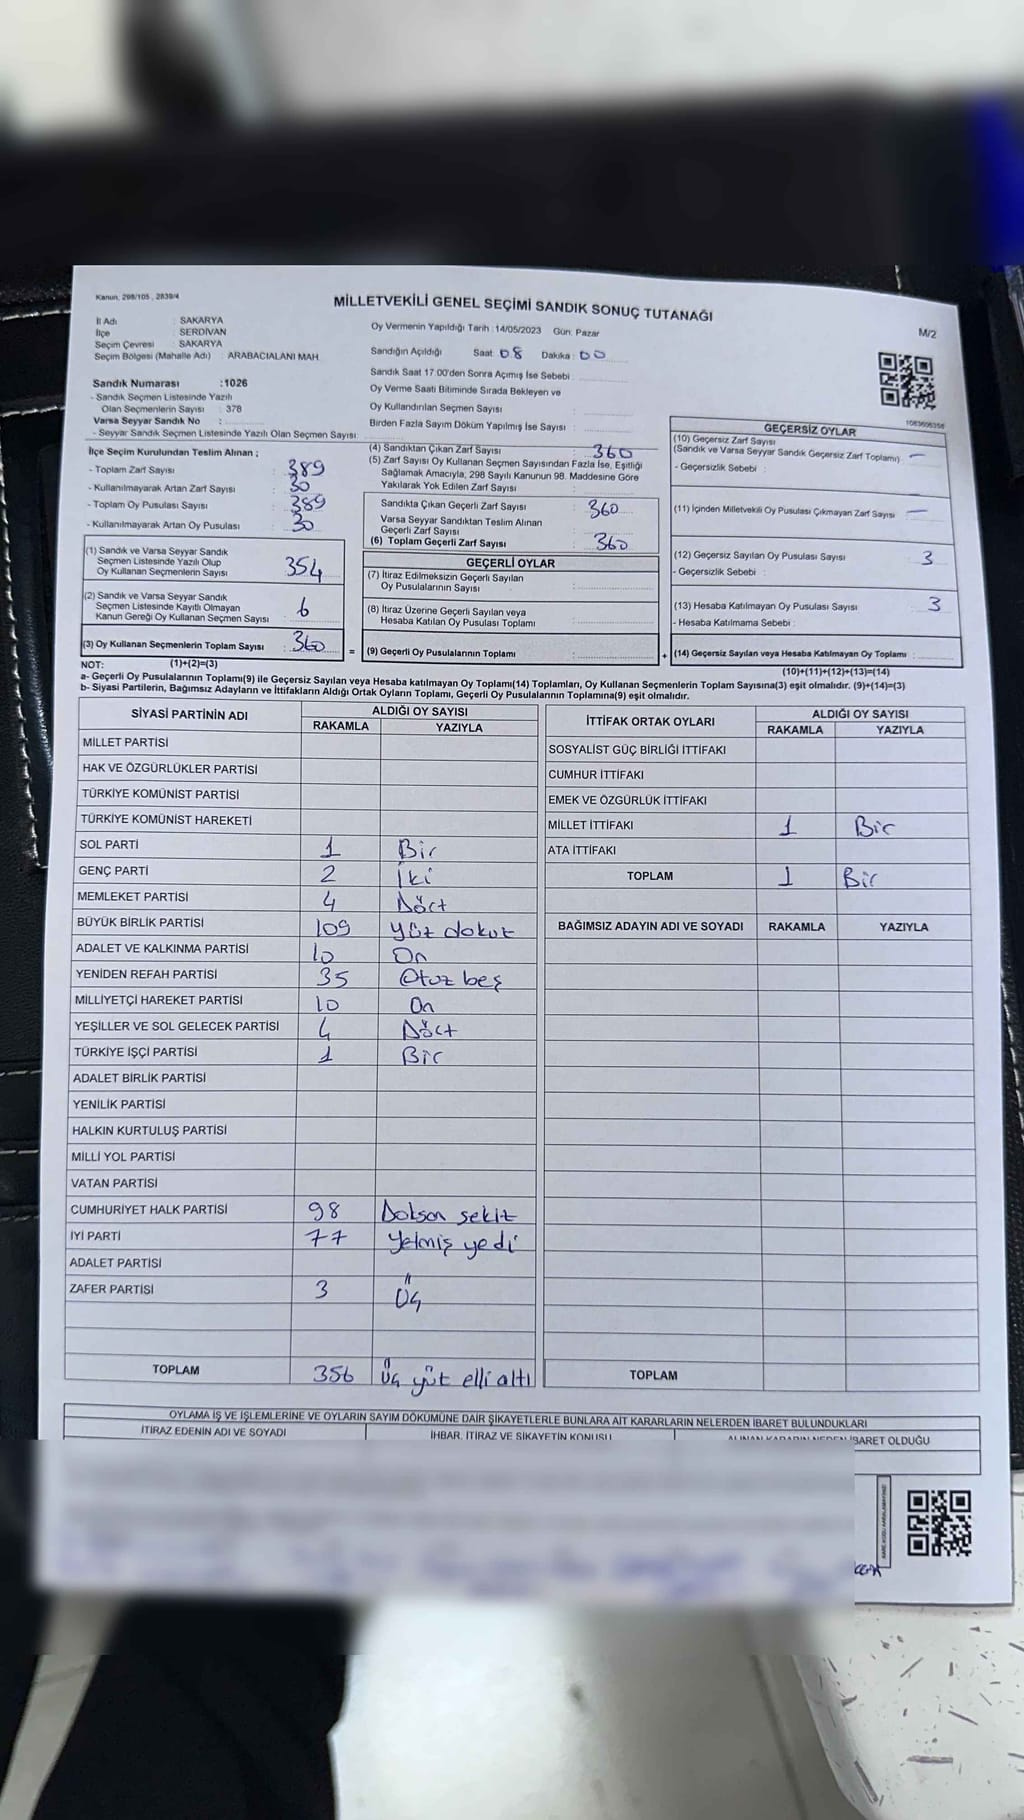 Kanun, 298/105 , 2839/4
MİLLETVEKİLİ GENEL SEÇİMİ SANDIK SONUÇ TUTANAĞI
M/2
İl Adı : SAKARYA
İlçe : SERDİVAN
Seçim Çevresi : SAKARYA
Seçim Bölgesi (Mahalle Adı) : ARABACIALANI MAH.
Sandık Numarası :1026
- Sandık Seçmen Listesinde Yazılı
Olan Seçmenlerin Sayısı : 378
Varsa Seyyar Sandık No :
- Seyyar Sandık Seçmen Listesinde Yazılı Olan Seçmen Sayısı:
Oy Vermenin Yapıldığı Tarih :14/05/2023 Gün: Pazar
Sandığın Açıldığı Saat: 08 Dakika: 00
Sandık Saat 17:00'den Sonra Açımış İse Sebebi :
Oy Verme Saati Bitiminde Sırada Bekleyen ve
Oy Kullandırılan Seçmen Sayısı :
Birden Fazla Sayım Döküm Yapılmış İse Sayısı :
1083606358
İlçe Seçim Kurulundan Teslim Alınan ;
- Toplam Zarf Sayısı : 389
- Kullanılmayarak Artan Zarf Sayısı : 30
- Toplam Oy Pusulası Sayısı : 389
- Kullanılmayarak Artan Oy Pusulası : 30
(1) Sandık ve Varsa Seyyar Sandık
Seçmen Listesinde Yazılı Olup
Oy Kullanan Seçmenlerin Sayısı : 354
(2) Sandık ve Varsa Seyyar Sandık
Seçmen Listesinde Kayıtlı Olmayan
Kanun Gereği Oy Kullanan Seçmen Sayısı : 6
(3) Oy Kullanan Seçmenlerin Toplam Sayısı : 360
(4) Sandıktan Çıkan Zarf Sayısı : 360
(5) Zarf Sayısı Oy Kullanan Seçmen Sayısından Fazla İse, Eşitliği
Sağlamak Amacıyla, 298 Sayılı Kanunun 98. Maddesine Göre
Yakılarak Yok Edilen Zarf Sayısı :
Sandıkta Çıkan Geçerli Zarf Sayısı : 360
Varsa Seyyar Sandıktan Teslim Alınan
Geçerli Zarf Sayısı :
(6) Toplam Geçerli Zarf Sayısı : 360
GEÇERLİ OYLAR
(7) İtiraz Edilmeksizin Geçerli Sayılan
Oy Pusulalarının Sayısı :
(8) İtiraz Üzerine Geçerli Sayılan veya
Hesaba Katılan Oy Pusulası Toplamı :
= (9) Geçerli Oy Pusulalarının Toplamı :
GEÇERSİZ OYLAR
(10) Geçersiz Zarf Sayısı
(Sandık ve Varsa Seyyar Sandık Geçersiz Zarf Toplamı) : –
- Geçersizlik Sebebi :
(11) İçinden Milletvekili Oy Pusulası Çıkmayan Zarf Sayısı : –
(12) Geçersiz Sayılan Oy Pusulası Sayısı : 3
- Geçersizlik Sebebi :
(13) Hesaba Katılmayan Oy Pusulası Sayısı : 3
- Hesaba Katılmama Sebebi :
+ (14) Geçersiz Sayılan veya Hesaba Katılmayan Oy Toplamı :
NOT: (1)+(2)=(3)
(10)+(11)+(12)+(13)=(14)
a- Geçerli Oy Pusulalarının Toplamı(9) ile Geçersiz Sayılan veya Hesaba katılmayan Oy Toplamı(14) Toplamları, Oy Kullanan Seçmenlerin Toplam Sayısına(3) eşit olmalıdır. (9)+(14)=(3)
b- Siyasi Partilerin, Bağımsız Adayların ve İttifakların Aldığı Ortak Oyların Toplamı, Geçerli Oy Pusulalarının Toplamına(9) eşit olmalıdır.
SİYASİ PARTİNİN ADI ALDIĞI OY SAYISI
RAKAMLA YAZIYLA
MİLLET PARTİSİ
HAK VE ÖZGÜRLÜKLER PARTİSİ
TÜRKİYE KOMÜNİST PARTİSİ
TÜRKİYE KOMÜNİST HAREKETİ
SOL PARTİ 1 Bir
GENÇ PARTİ 2 İki
MEMLEKET PARTİSİ 4 Dört
BÜYÜK BİRLİK PARTİSİ 109 Yüz dokuz
ADALET VE KALKINMA PARTİSİ 10 On
YENİDEN REFAH PARTİSİ 35 Otuz beş
MİLLİYETÇİ HAREKET PARTİSİ 10 On
YEŞİLLER VE SOL GELECEK PARTİSİ 4 Dört
TÜRKİYE İŞÇİ PARTİSİ 1 Bir
ADALET BİRLİK PARTİSİ
YENİLİK PARTİSİ
HALKIN KURTULUŞ PARTİSİ
MİLLİ YOL PARTİSİ
VATAN PARTİSİ
CUMHURİYET HALK PARTİSİ 98 Doksan sekiz
İYİ PARTİ 77 Yetmiş yedi
ADALET PARTİSİ
ZAFER PARTİSİ 3 Üç
TOPLAM 356 Üç yüz elli altı
İTTİFAK ORTAK OYLARI ALDIĞI OY SAYISI
RAKAMLA YAZIYLA
SOSYALİST GÜÇ BİRLİĞİ İTTİFAKI
CUMHUR İTTİFAKI
EMEK VE ÖZGÜRLÜK İTTİFAKI
MİLLET İTTİFAKI 1 Bir
ATA İTTİFAKI
TOPLAM 1 Bir
BAĞIMSIZ ADAYIN ADI VE SOYADI RAKAMLA YAZIYLA
TOPLAM
OYLAMA İŞ VE İŞLEMLERİNE VE OYLARIN SAYIM DÖKÜMÜNE DAİR ŞİKAYETLERLE BUNLARA AİT KARARLARIN NELERDEN İBARET BULUNDUKLARI
İTİRAZ EDENİN ADI VE SOYADI İHBAR, İTİRAZ VE ŞİKAYETİN KONUSU ALINAN KARARIN NEDEN İBARET OLDUĞU